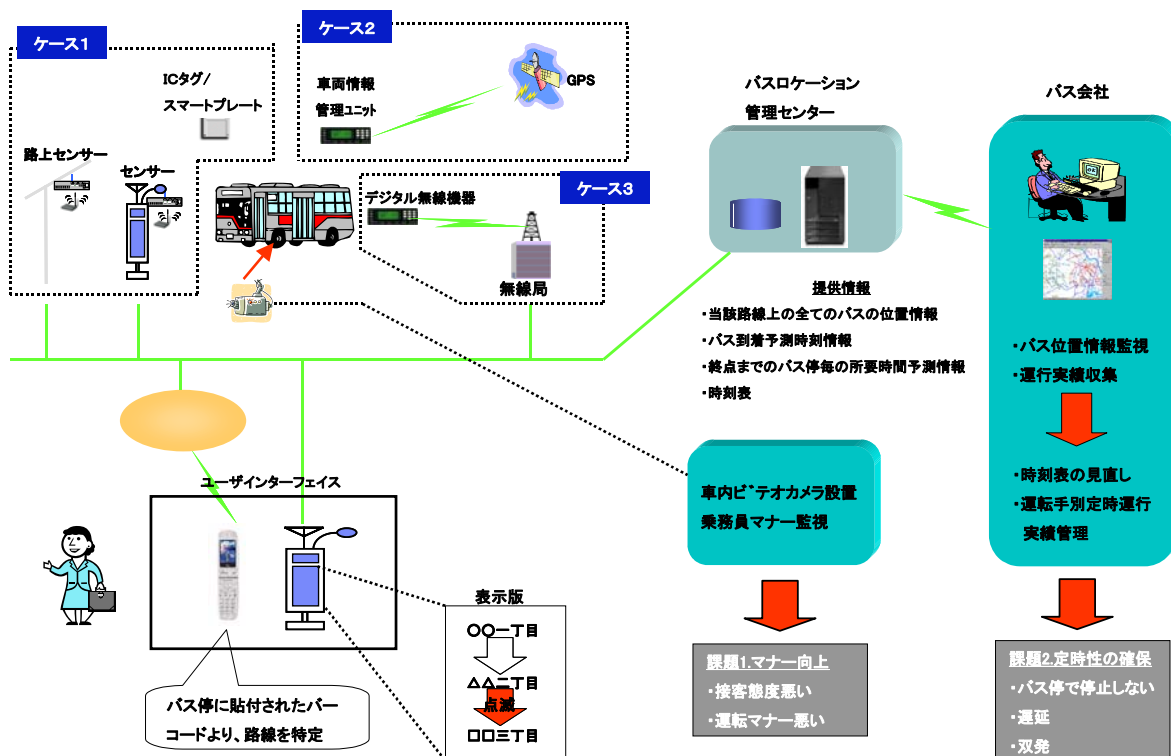 ケース1
ICタグ/
スマートプレート
路上センサー
センサー
ケース2
車両情報
管理ユニット
GPS
ケース3
デジタル無線機器
無線局
バスロケーション
管理センター
バス会社
提供情報
・当該路線上の全てのバスの位置情報
・バス到着予測時刻情報
・終点までのバス停毎の所要時間予測情報
・時刻表
・バス位置情報監視
・運行実績収集
・時刻表の見直し
・運転手別定時運行
実績管理
車内ビデオカメラ設置
乗務員マナー監視
ユーザインターフェイス
バス停に貼付されたバー
コードより、路線を特定
表示版
○○一丁目
△△二丁目
点滅
□□三丁目
課題1.マナー向上
・接客態度悪い
・運転マナー悪い
課題2.定時性の確保
・バス停で停止しない
・遅延
・双発